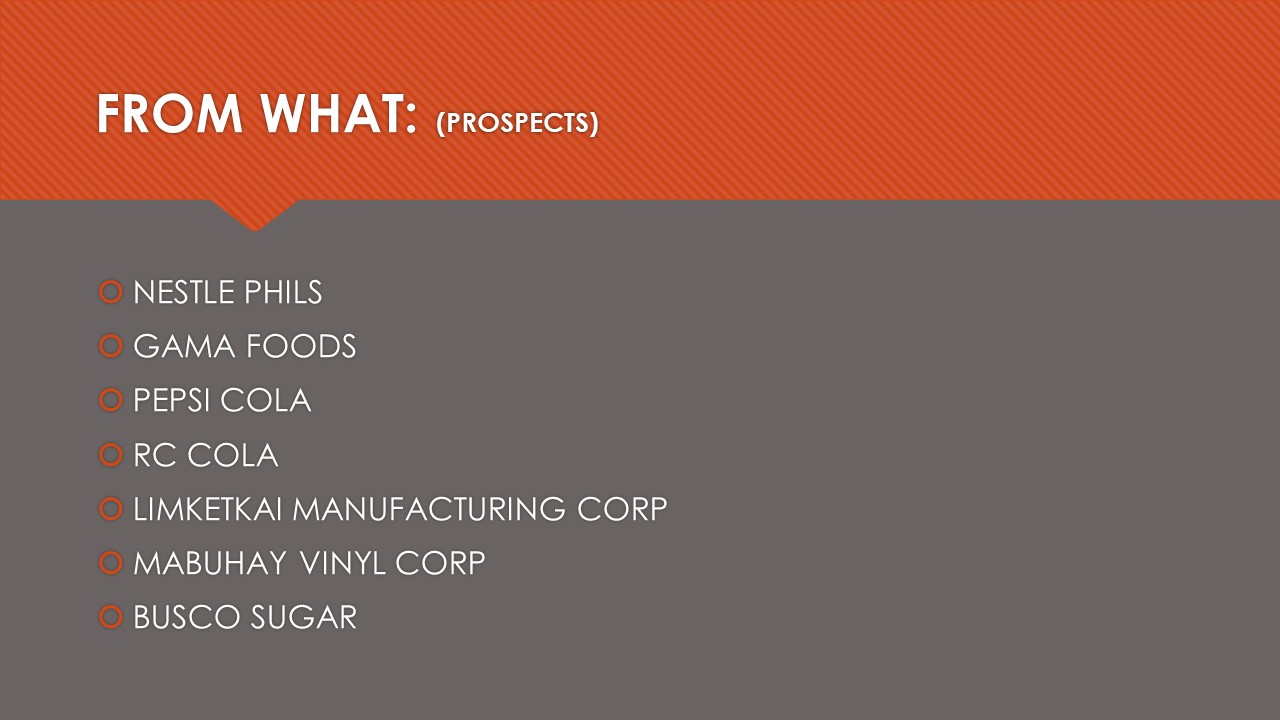 FROM WHAT: (PROSPECTS)
NESTLE PHILS
GAMA FOODS
PEPSI COLA
RC COLA
LIMKETKAI MANUFACTURING CORP
MABUHAY VINYL CORP
BUSCO SUGAR